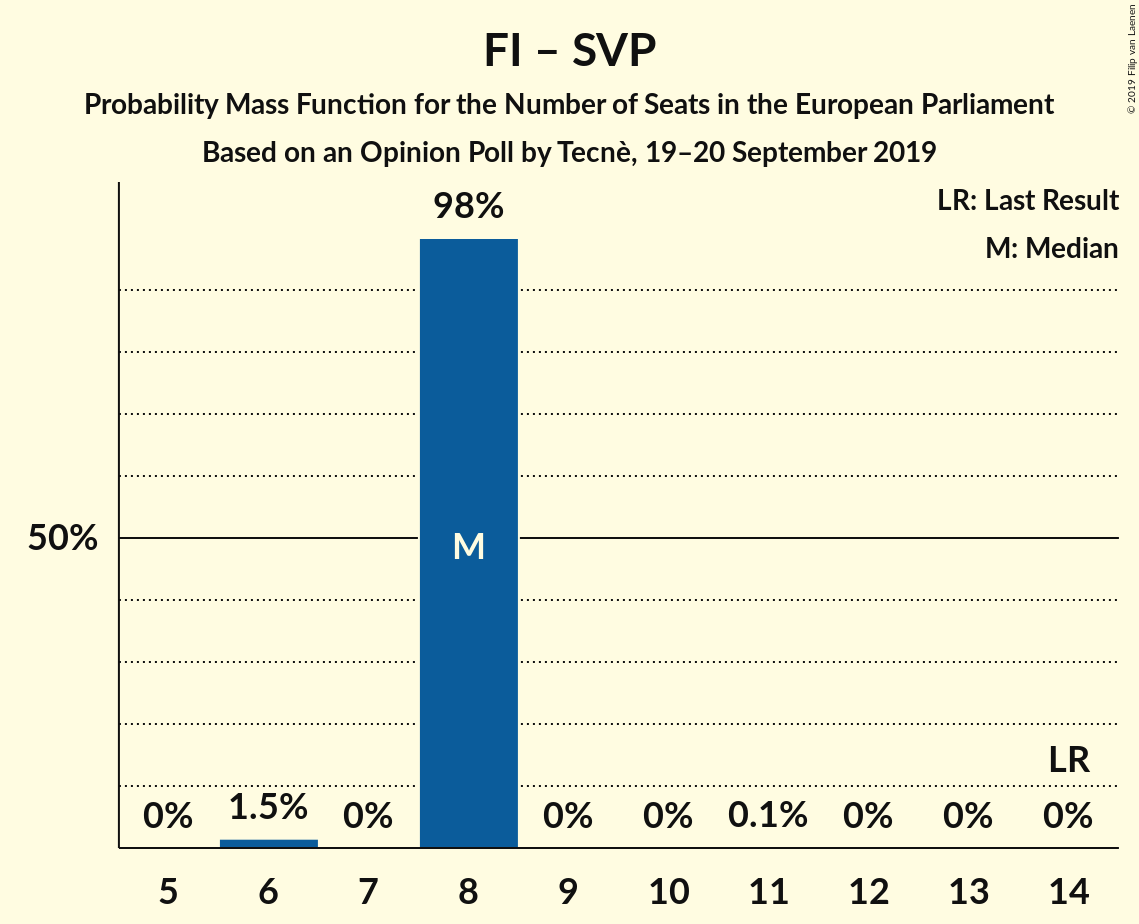 FI – SVP
Probability Mass Function for the Number of Seats in the European Parliament
Based on an Opinion Poll by Tecnè, 19–20 September 2019
© 2019 Filip van Laenen
LR: Last Result
M: Median
98%
50%
M
LR
0% 1.5% 0% 0% 0% 0.1% 0% 0% 0%
5 6 7 8 9 10 11 12 13 14